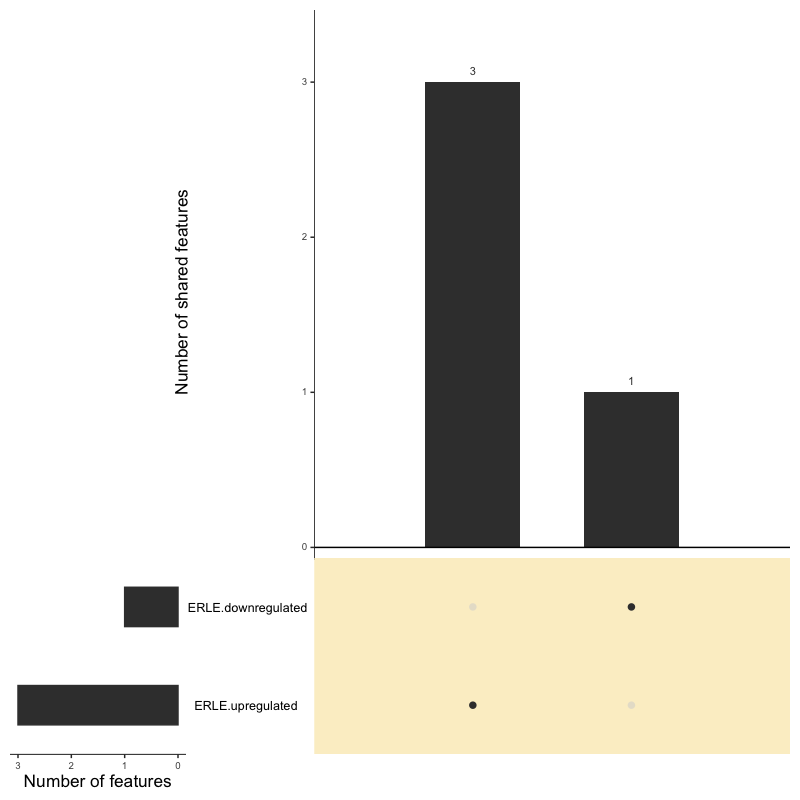 3
3
2
Number of shared features
1
1
0
ERLE.downregulated
ERLE.upregulated
3 2 1 0
Number of features